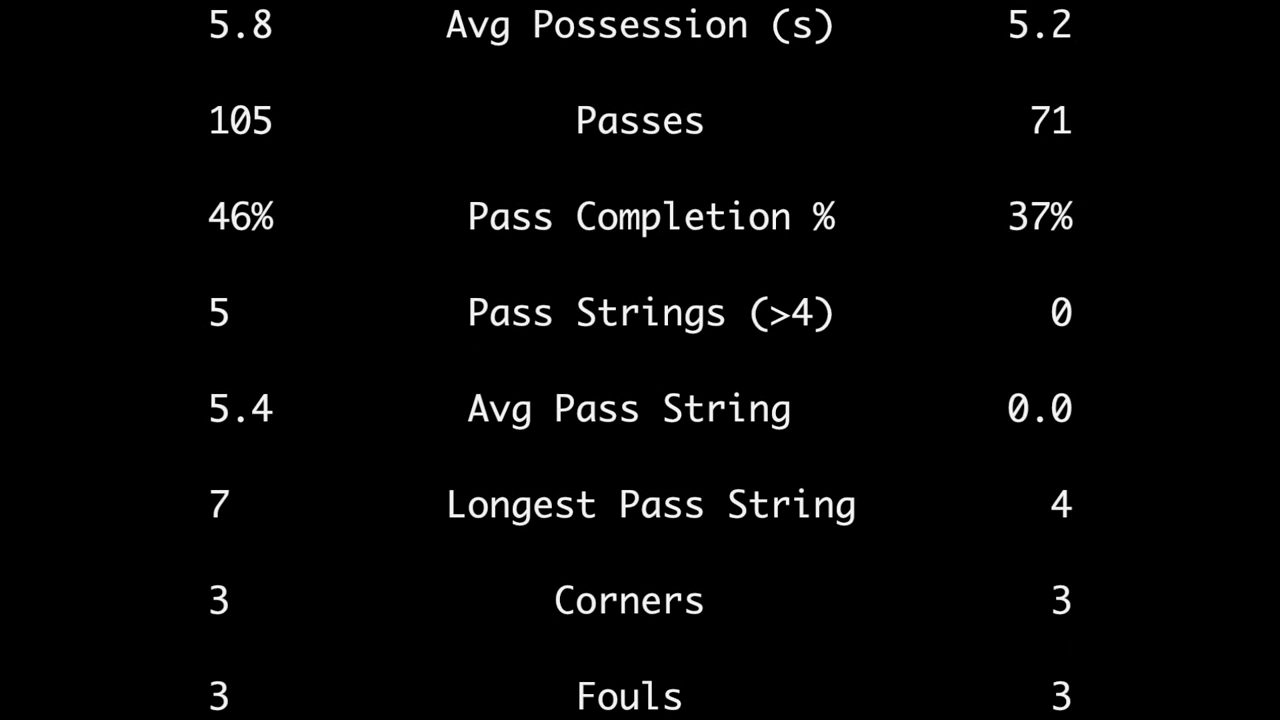 5.8 Avg Possession (s) 5.2
105 Passes 71
46% Pass Completion % 37%
5 Pass Strings (>4) 0
5.4 Avg Pass String 0.0
7 Longest Pass String 4
3 Corners 3
3 Fouls 3